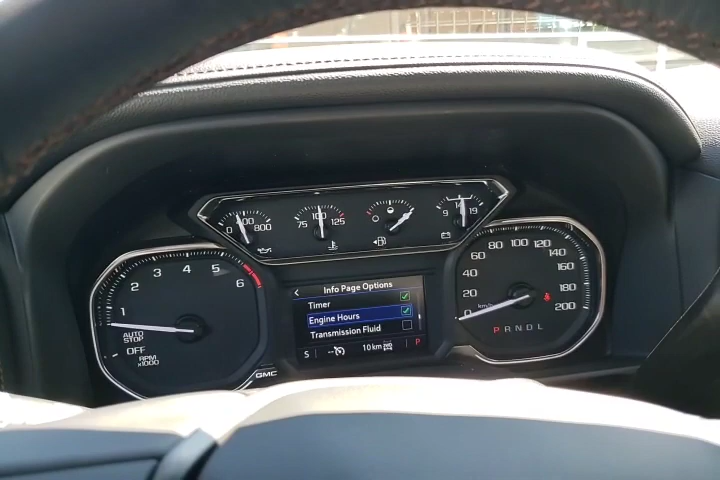 0 400 800
75 100 125
9 14 19
1 2 3 4 5 6
AUTO
STOP
OFF
RPM
x1000
GMC
Info Page Options
Timer
Engine Hours
Transmission Fluid
S -- 10 km P
0 20 40 60 80 100 120 140 160 180 200
km/h
P R N D L